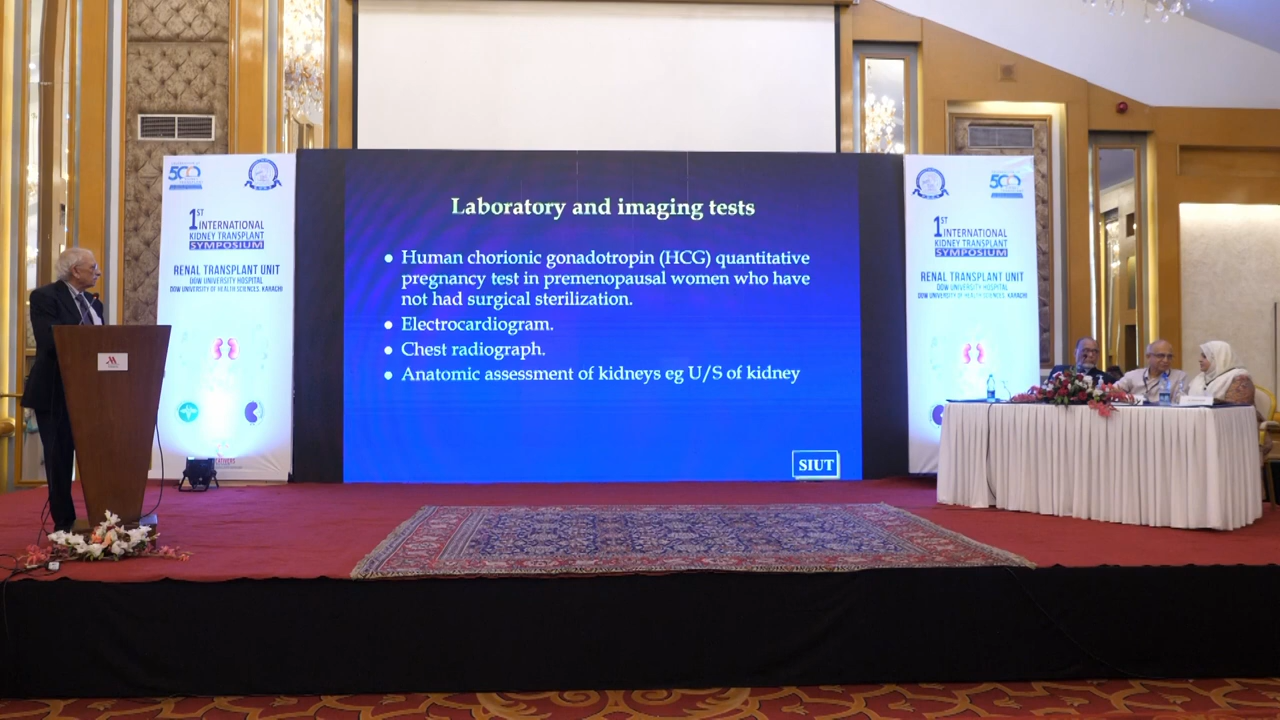 500
1ST
INTERNATIONAL
KIDNEY TRANSPLANT
SYMPOSIUM
RENAL TRANSPLANT UNIT
DOW UNIVERSITY HOSPITAL
DOW UNIVERSITY OF HEALTH SCIENCES, KARACHI
Laboratory and imaging tests
● Human chorionic gonadotropin (HCG) quantitative
pregnancy test in premenopausal women who have
not had surgical sterilization.
● Electrocardiogram.
● Chest radiograph.
● Anatomic assessment of kidneys eg U/S of kidney
SIUT
500
1ST
INTERNATIONAL
KIDNEY TRANSPLANT
SYMPOSIUM
RENAL TRANSPLANT UNIT
DOW UNIVERSITY HOSPITAL
DOW UNIVERSITY OF HEALTH SCIENCES, KARACHI